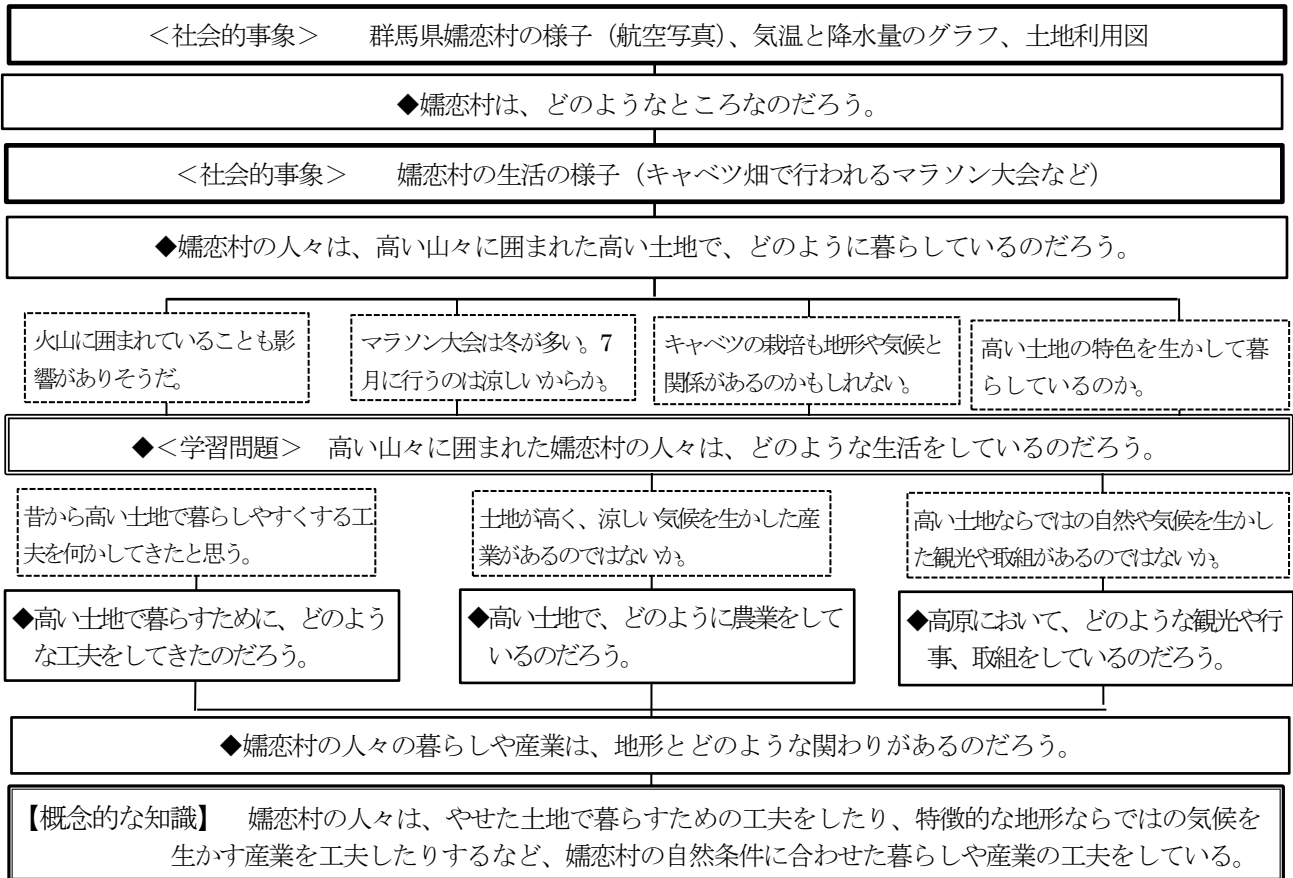 ＜社会的事象＞　　群馬県嬬恋村の様子（航空写真）、気温と降水量のグラフ、土地利用図
◆嬬恋村は、どのようなところなのだろう。
＜社会的事象＞　　嬬恋村の生活の様子（キャベツ畑で行われるマラソン大会など）
◆嬬恋村の人々は、高い山々に囲まれた高い土地で、どのように暮らしているのだろう。
火山に囲まれていることも影
響がありそうだ。
マラソン大会は冬が多い。7
月に行うのは涼しいからか。
キャベツの栽培も地形や気候と
関係があるのかもしれない。
高い土地の特色を生かして暮
らしているのか。
◆＜学習問題＞　高い山々に囲まれた嬬恋村の人々は、どのような生活をしているのだろう。
昔から高い土地で暮らしやすくする工
夫を何かしてきたと思う。
土地が高く、涼しい気候を生かした産
業があるのではないか。
高い土地ならではの自然や気候を生かし
た観光や取組があるのではないか。
◆高い土地で暮らすために、どのよう
な工夫をしてきたのだろう。
◆高い土地で、どのように農業をして
いるのだろう。
◆高原において、どのような観光や行
事、取組をしているのだろう。
◆嬬恋村の人々の暮らしや産業は、地形とどのような関わりがあるのだろう。
【概念的な知識】　嬬恋村の人々は、やせた土地で暮らすための工夫をしたり、特徴的な地形ならではの気候を
生かす産業を工夫したりするなど、嬬恋村の自然条件に合わせた暮らしや産業の工夫をしている。